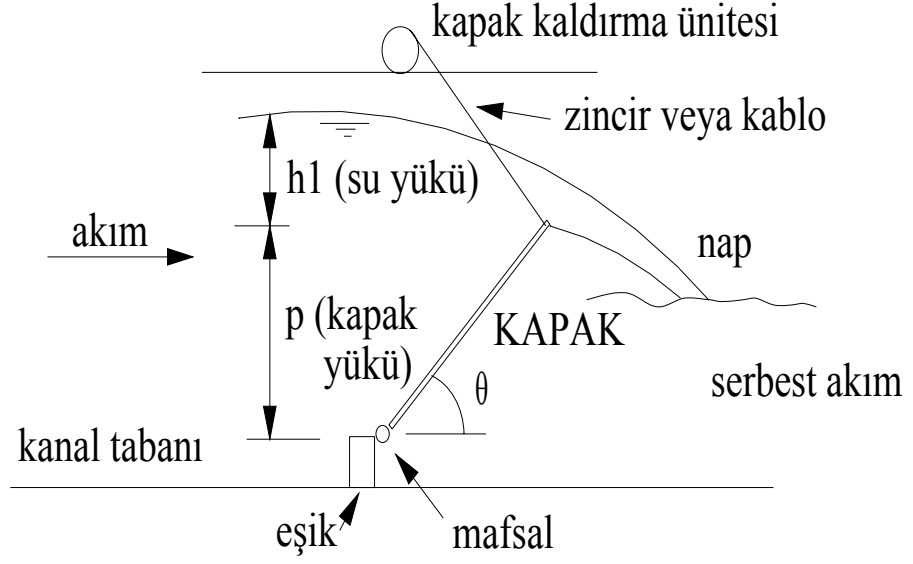 kapak kaldırma ünitesi
zincir veya kablo
h1 (su yükü)
akım
nap
p (kapak
yükü)
KAPAK
θ
serbest akım
kanal tabanı
eşik
mafsal